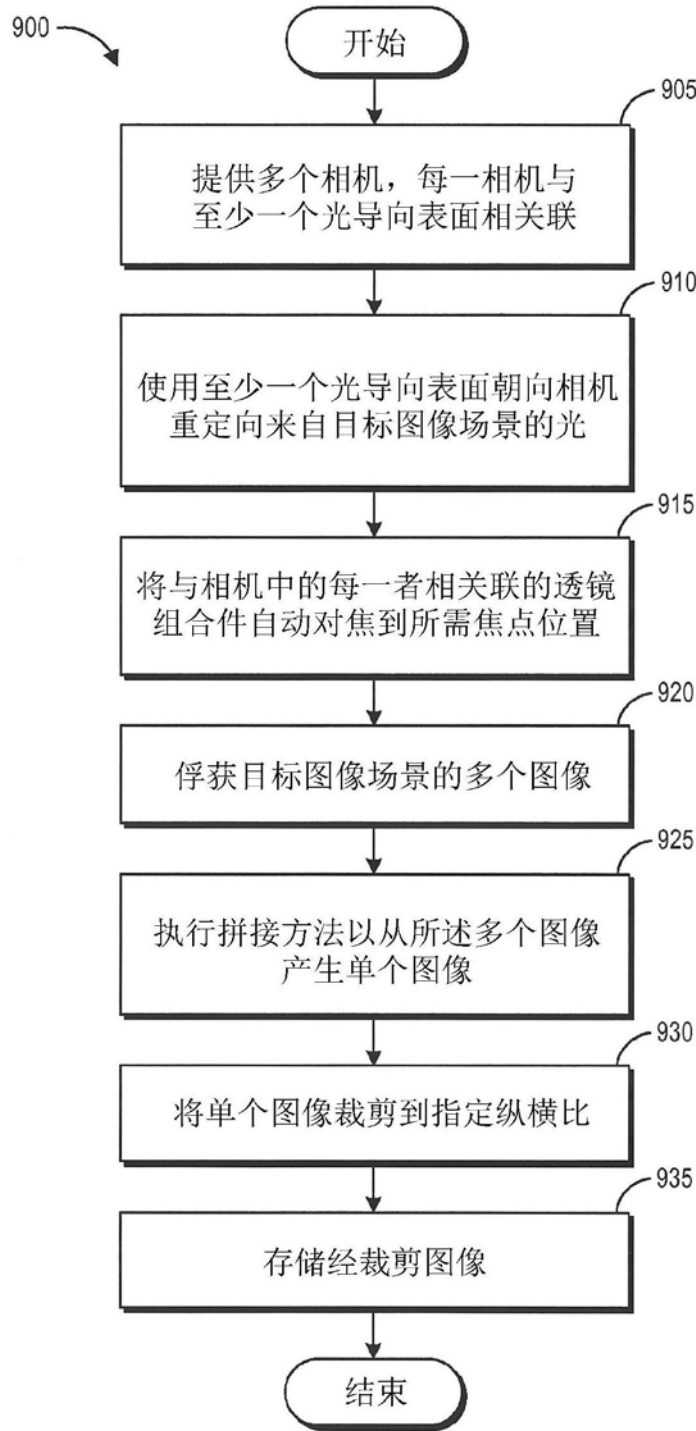 900
开始
905
提供多个相机，每一相机与
至少一个光导向表面相关联
910
使用至少一个光导向表面朝向相机
重定向来自目标图像场景的光
915
将与相机中的每一者相关联的透镜
组合件自动对焦到所需焦点位置
920
俘获目标图像场景的多个图像
925
执行拼接方法以从所述多个图像
产生单个图像
930
将单个图像裁剪到指定纵横比
935
存储经裁剪图像
结束